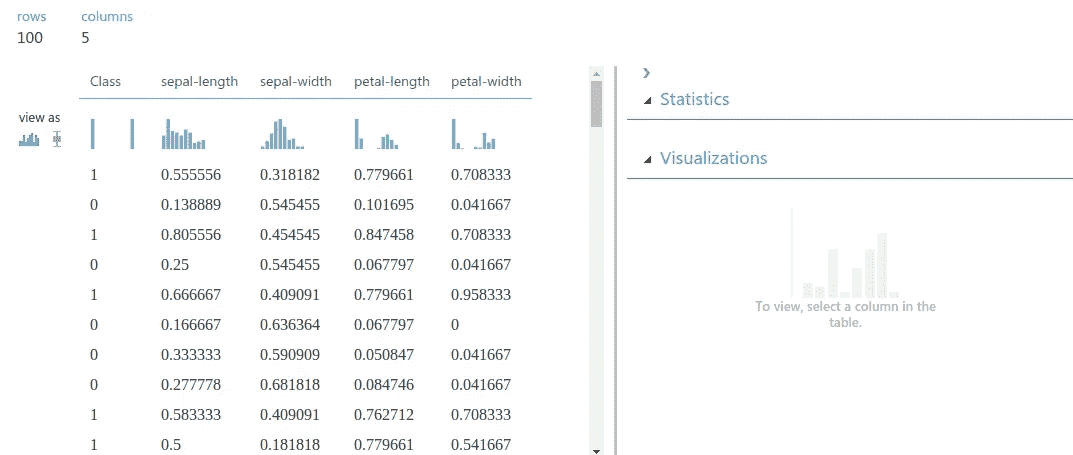 rows columns
100 5
Class sepal-length sepal-width petal-length petal-width
view as
1 0.555556 0.318182 0.779661 0.708333
0 0.138889 0.545455 0.101695 0.041667
1 0.805556 0.454545 0.847458 0.708333
0 0.25 0.545455 0.067797 0.041667
1 0.666667 0.409091 0.779661 0.958333
0 0.166667 0.636364 0.067797 0
0 0.333333 0.590909 0.050847 0.041667
0 0.277778 0.681818 0.084746 0.041667
1 0.583333 0.409091 0.762712 0.708333
1 0.5 0.181818 0.779661 0.541667
Statistics
Visualizations
To view, select a column in the
table.